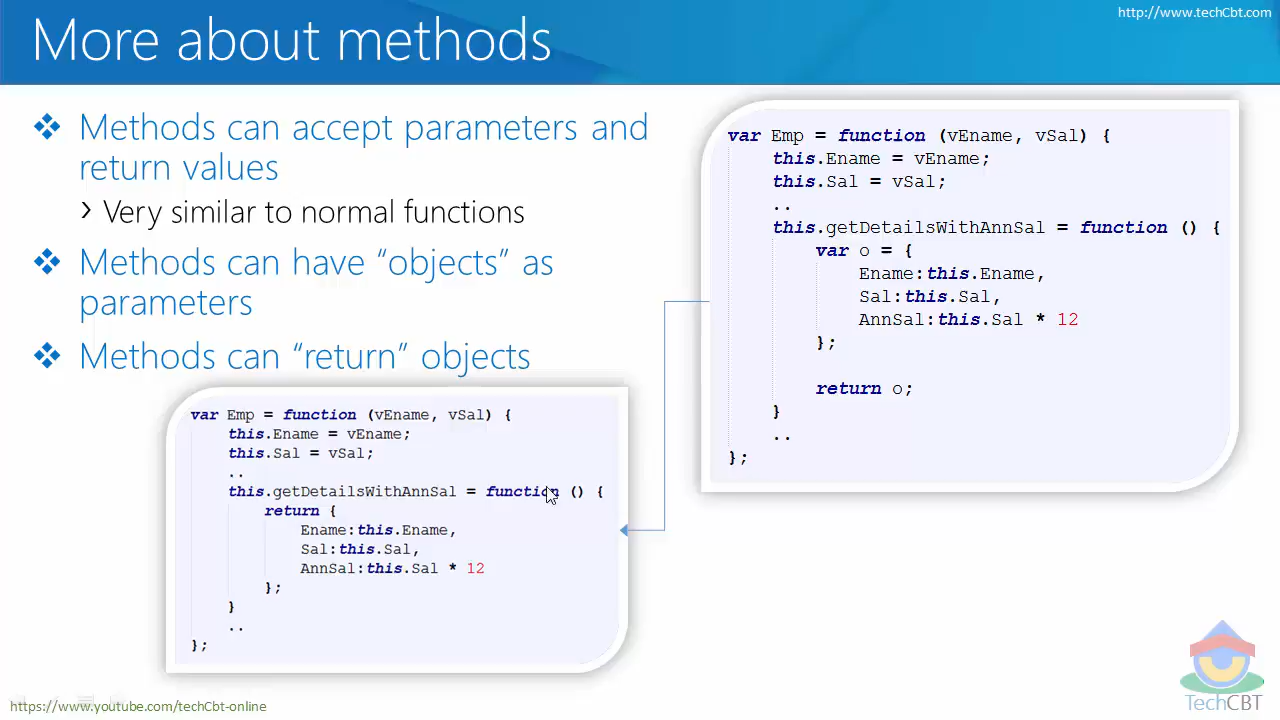 http://www.techCbt.com
More about methods
❖ Methods can accept parameters and
return values
› Very similar to normal functions
❖ Methods can have “objects” as
parameters
❖ Methods can “return” objects
var Emp = function (vEname, vSal) {
this.Ename = vEname;
this.Sal = vSal;
..
this.getDetailsWithAnnSal = function () {
var o = {
Ename:this.Ename,
Sal:this.Sal,
AnnSal:this.Sal * 12
};
return o;
}
..
};
var Emp = function (vEname, vSal) {
this.Ename = vEname;
this.Sal = vSal;
..
this.getDetailsWithAnnSal = function () {
return {
Ename:this.Ename,
Sal:this.Sal,
AnnSal:this.Sal * 12
};
}
..
};
https://www.youtube.com/techCbt-online
TechCBT